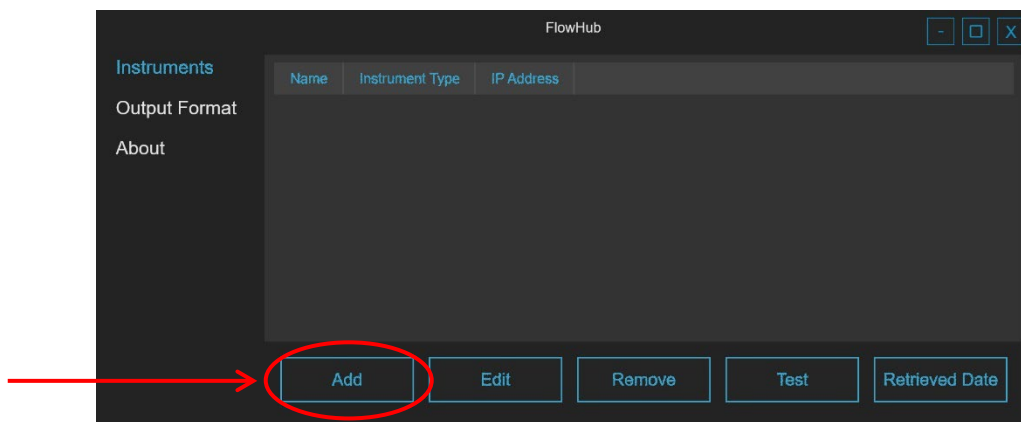 FlowHub
- X
Instruments
Output Format
About
Name Instrument Type IP Address
Add Edit Remove Test Retrieved Date